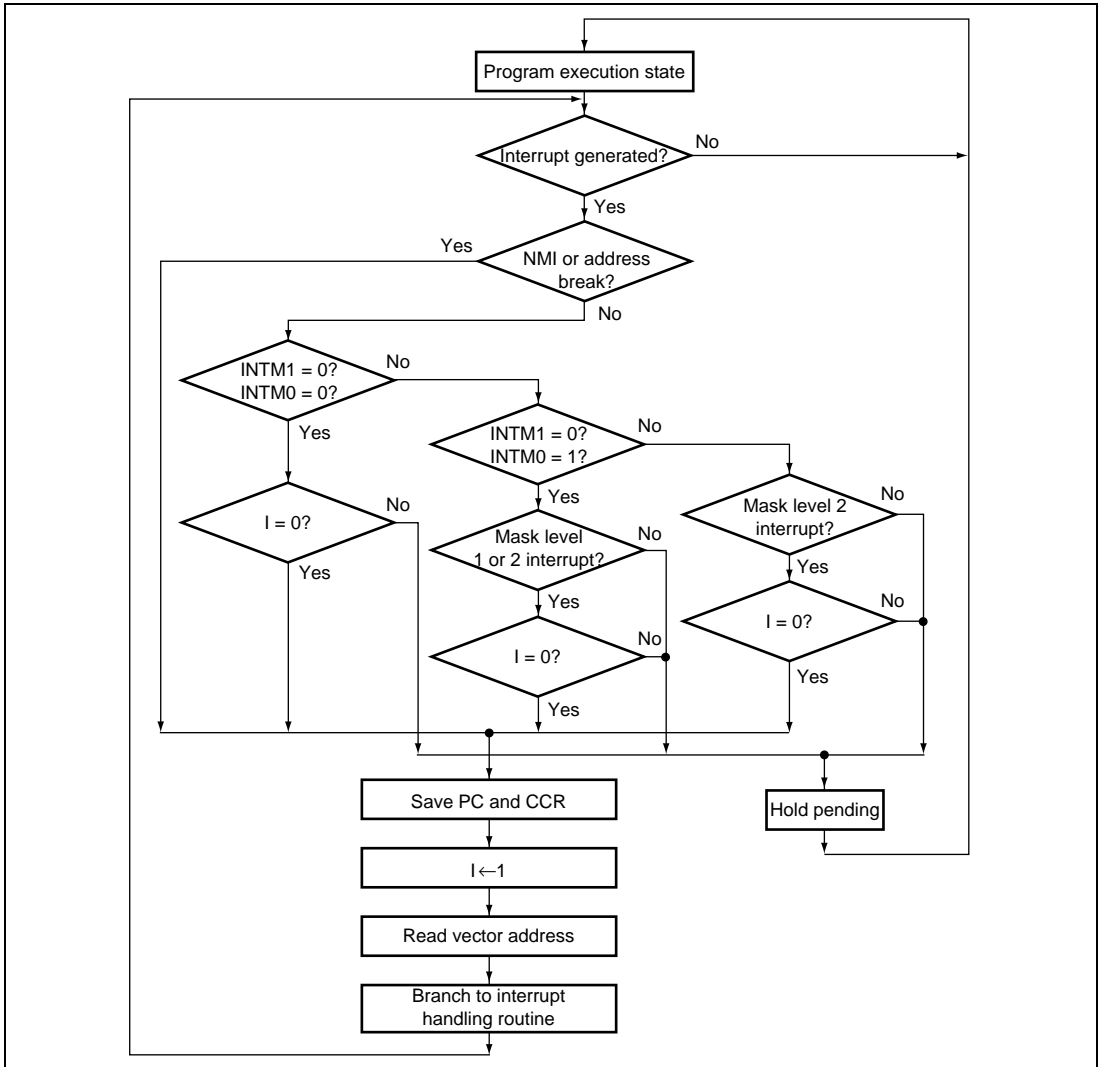 Program execution state
Interrupt generated?
No
Yes
Yes
NMI or address
break?
No
INTM1 = 0?
INTM0 = 0?
No
Yes
INTM1 = 0?
INTM0 = 1?
No
Yes
I = 0?
No
Yes
Mask level
1 or 2 interrupt?
No
Yes
Mask level 2
interrupt?
No
Yes
I = 0?
No
Yes
I = 0?
No
Yes
Save PC and CCR
Hold pending
I ←1
Read vector address
Branch to interrupt
handling routine